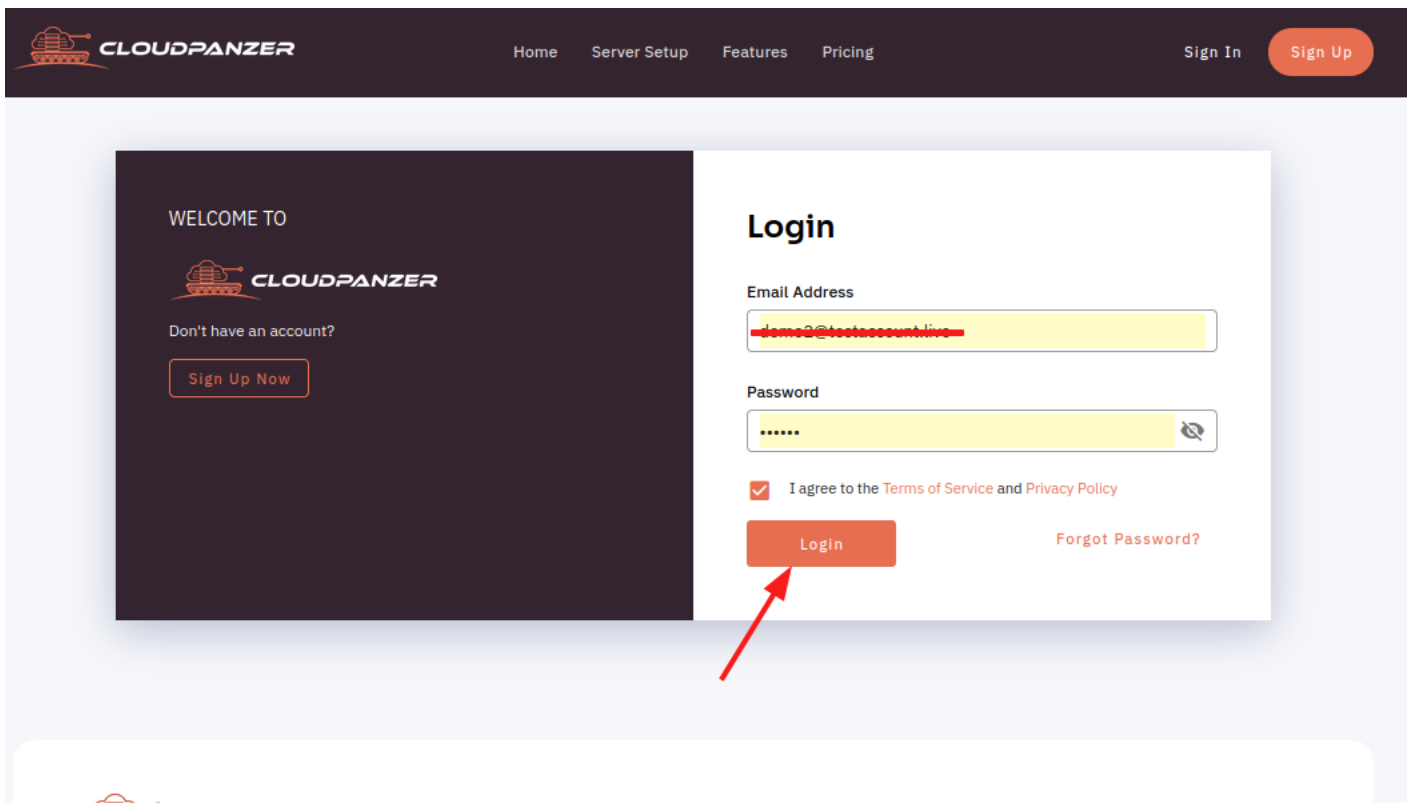 CLOUDPANZER
Home Server Setup Features Pricing Sign In Sign Up
WELCOME TO
CLOUDPANZER
Don't have an account?
Sign Up Now
Login
Email Address
Password
••••••
I agree to the Terms of Service and Privacy Policy
Login Forgot Password?